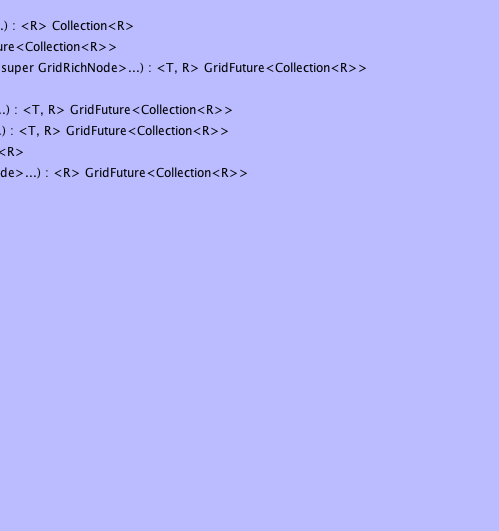 .) : <R> Collection<R>
ure<Collection<R>>
super GridRichNode>...) : <T, R> GridFuture<Collection<R>>
..) : <T, R> GridFuture<Collection<R>>
.) : <T, R> GridFuture<Collection<R>>
<R>
de>...) : <R> GridFuture<Collection<R>>